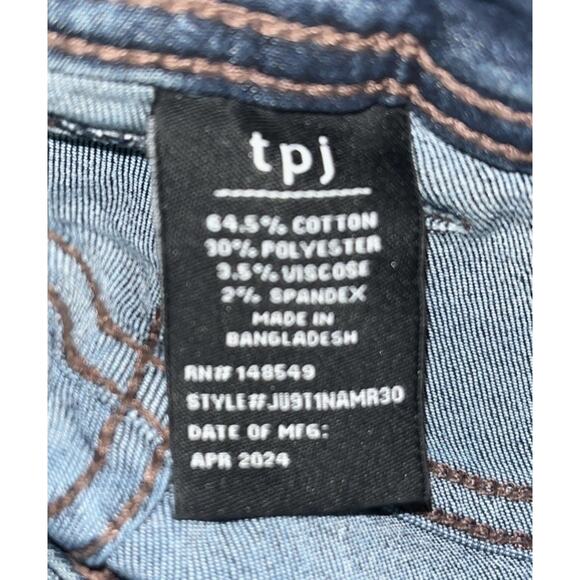 tpj
64.5% COTTON
30% POLYESTER
3.5% VISCOSE
2% SPANDEX
MADE IN
BANGLADESH
RN# 148549
STYLE#JU9T1NAMR30
DATE OF MFG:
APR 2024